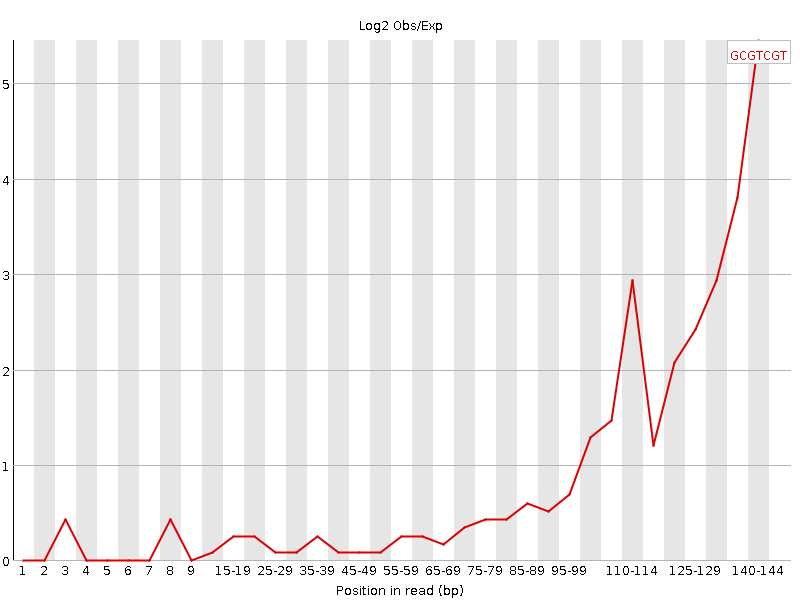 Log2 Obs/Exp
GCGTCGT
5
4
3
2
1
0
1 2 3 4 5 6 7 8 9 15-19 25-29 35-39 45-49 55-59 65-69 75-79 85-89 95-99 110-114 125-129 140-144
Position in read (bp)